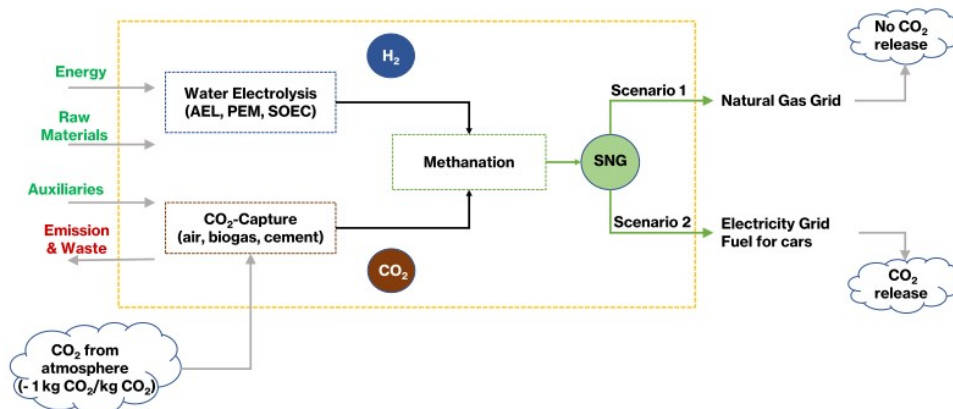 No CO₂
release
H₂
Energy
Water Electrolysis
(AEL, PEM, SOEC)
Scenario 1
Natural Gas Grid
Raw
Materials
Methanation
SNG
Auxiliaries
CO₂-Capture
(air, biogas, cement)
Scenario 2
Electricity Grid
Fuel for cars
Emission
& Waste
CO₂
CO₂
release
CO₂ from
atmosphere
(- 1 kg CO₂/kg CO₂)